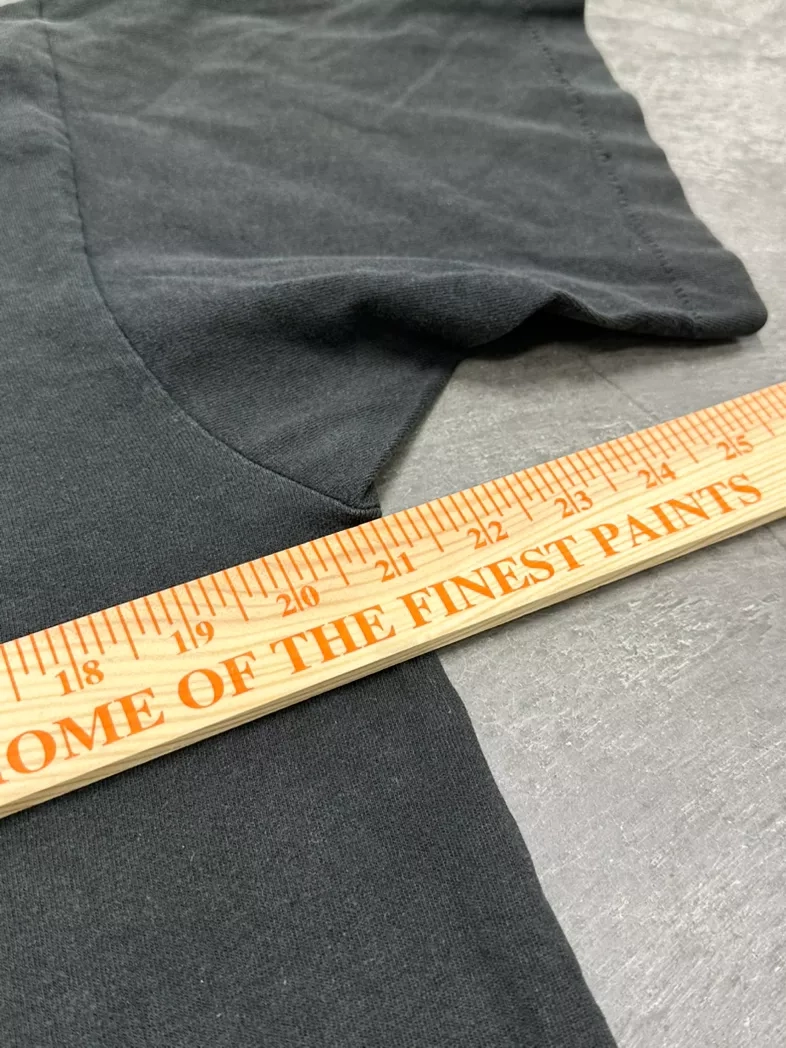 18 19 20 21 22 23 24 25
OME OF THE FINEST PAINTS